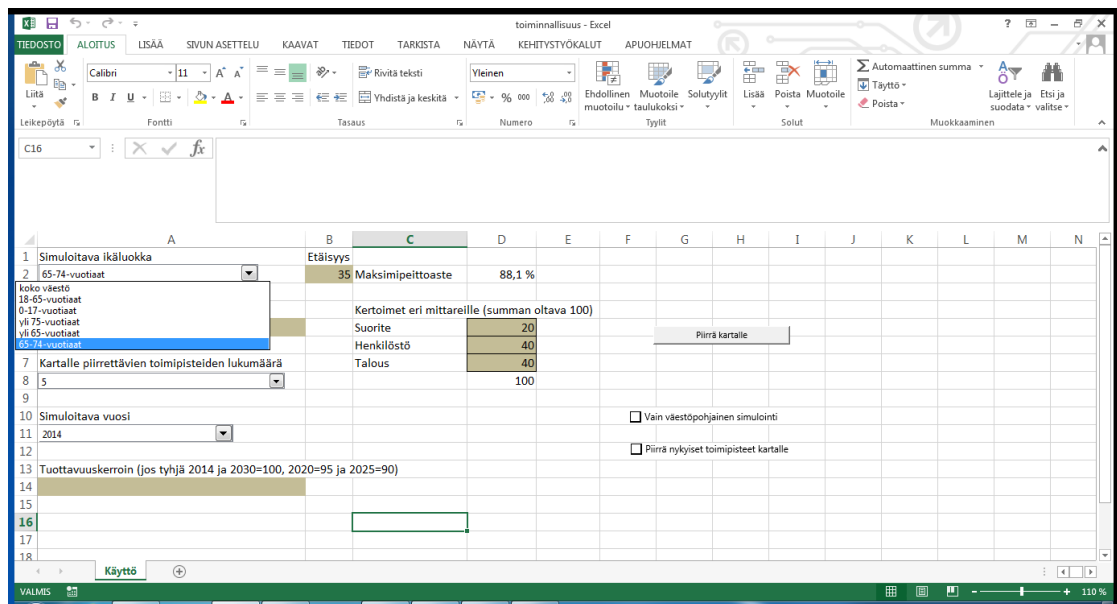 toiminnallisuus - Excel
TIEDOSTO ALOITUS LISÄÄ SIVUN ASETTELU KAAVAT TIEDOT TARKISTA NÄYTÄ KEHITYSTYÖKALUT APUOHJELMAT
Liitä
Calibri 11
Rivitä teksti
Yhdistä ja keskitä
Yleinen
Ehdollinen muotoilu
Muotoile taulukoksi
Solutyylit
Lisää Poista Muotoile
Automaattinen summa
Täyttö
Poista
Lajittele ja suodata
Etsi ja valitse
Leikepöytä Fontti Tasaus Numero Tyylit Solut Muokkaaminen
C16
A B C D E F G H I J K L M N
1 Simuloitava ikäluokka Etäisyys
2 65-74-vuotiaat 35 Maksimipeittoaste 88,1 %
koko väestö
18-65-vuotiaat
0-17-vuotiaat
yli 75-vuotiaat
yli 65-vuotiaat
65-74-vuotiaat
Kertoimet eri mittareille (summan oltava 100)
Suorite 20
Henkilöstö 40
Piirrä kartalle
7 Kartalle piirrettävien toimipisteiden lukumäärä Talous 40
8 5 100
9
10 Simuloitava vuosi Vain väestöpohjainen simulointi
11 2014
12 Piirrä nykyiset toimipisteet kartalle
13 Tuottavuuskerroin (jos tyhjä 2014 ja 2030=100, 2020=95 ja 2025=90)
14
15
16
17
18
Käyttö
VALMIS 110 %